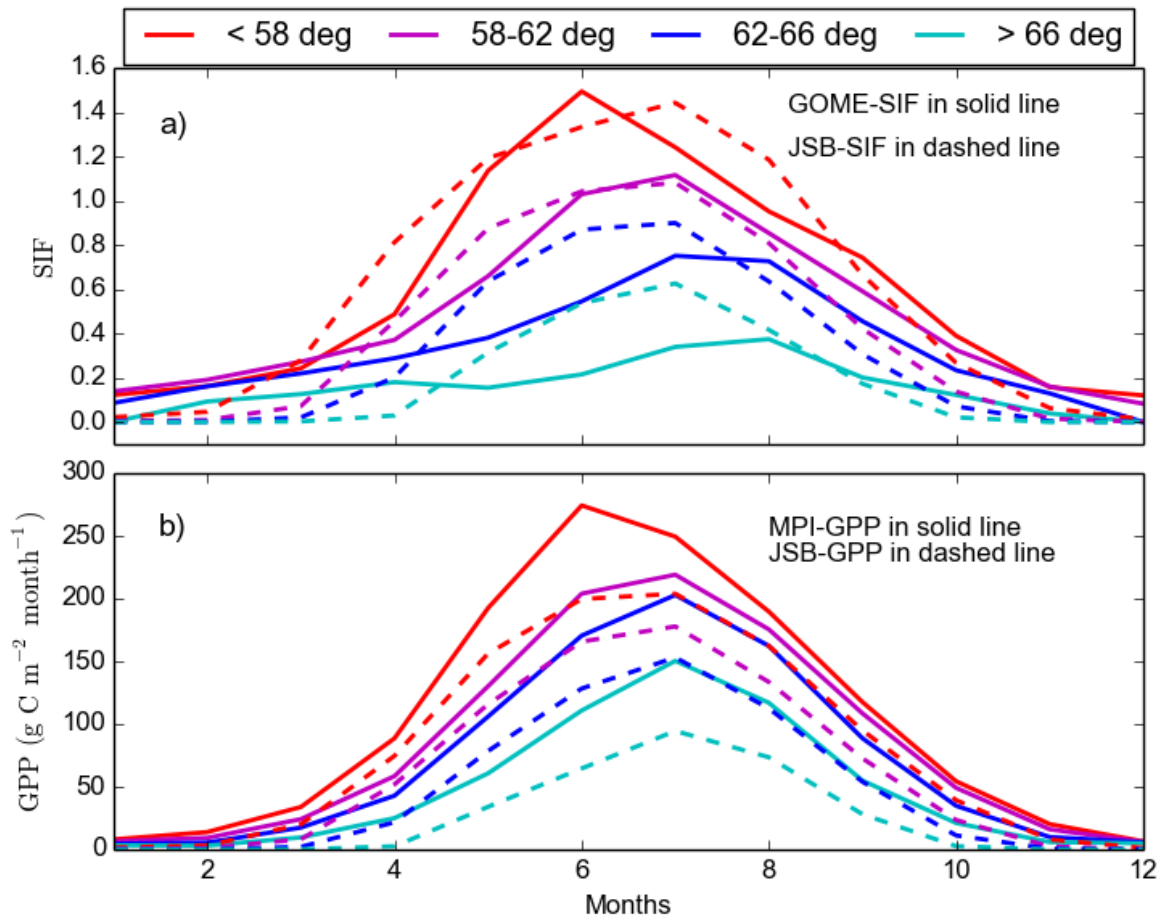 < 58 deg 58-62 deg 62-66 deg > 66 deg
a)
GOME-SIF in solid line
JSB-SIF in dashed line
SIF
1.6
1.4
1.2
1.0
0.8
0.6
0.4
0.2
0.0
b)
MPI-GPP in solid line
JSB-GPP in dashed line
GPP (g C m⁻² month⁻¹)
300
250
200
150
100
50
0
2 4 6 8 10 12
Months